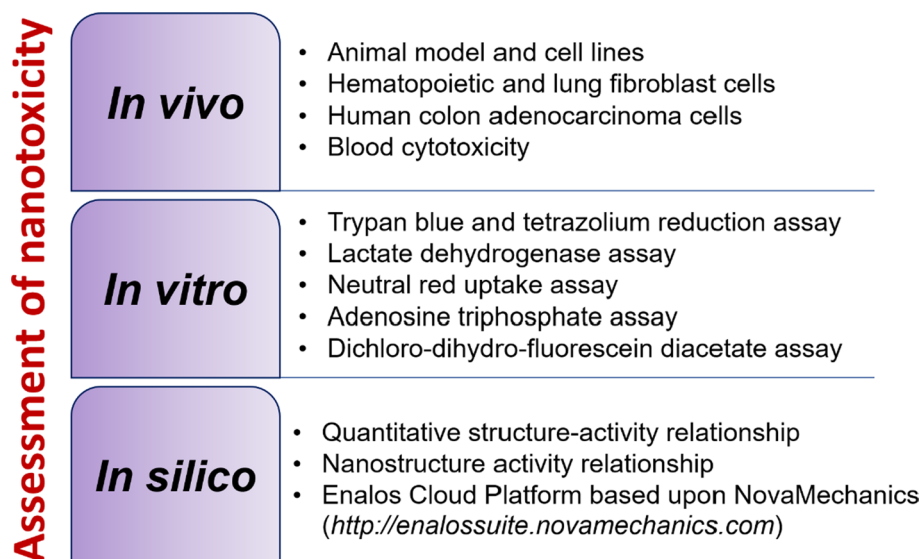 Assessment of nanotoxicity
In vivo
• Animal model and cell lines
• Hematopoietic and lung fibroblast cells
• Human colon adenocarcinoma cells
• Blood cytotoxicity
In vitro
• Trypan blue and tetrazolium reduction assay
• Lactate dehydrogenase assay
• Neutral red uptake assay
• Adenosine triphosphate assay
• Dichloro-dihydro-fluorescein diacetate assay
In silico
• Quantitative structure-activity relationship
• Nanostructure activity relationship
• Enalos Cloud Platform based upon NovaMechanics
(http://enalossuite.novamechanics.com)